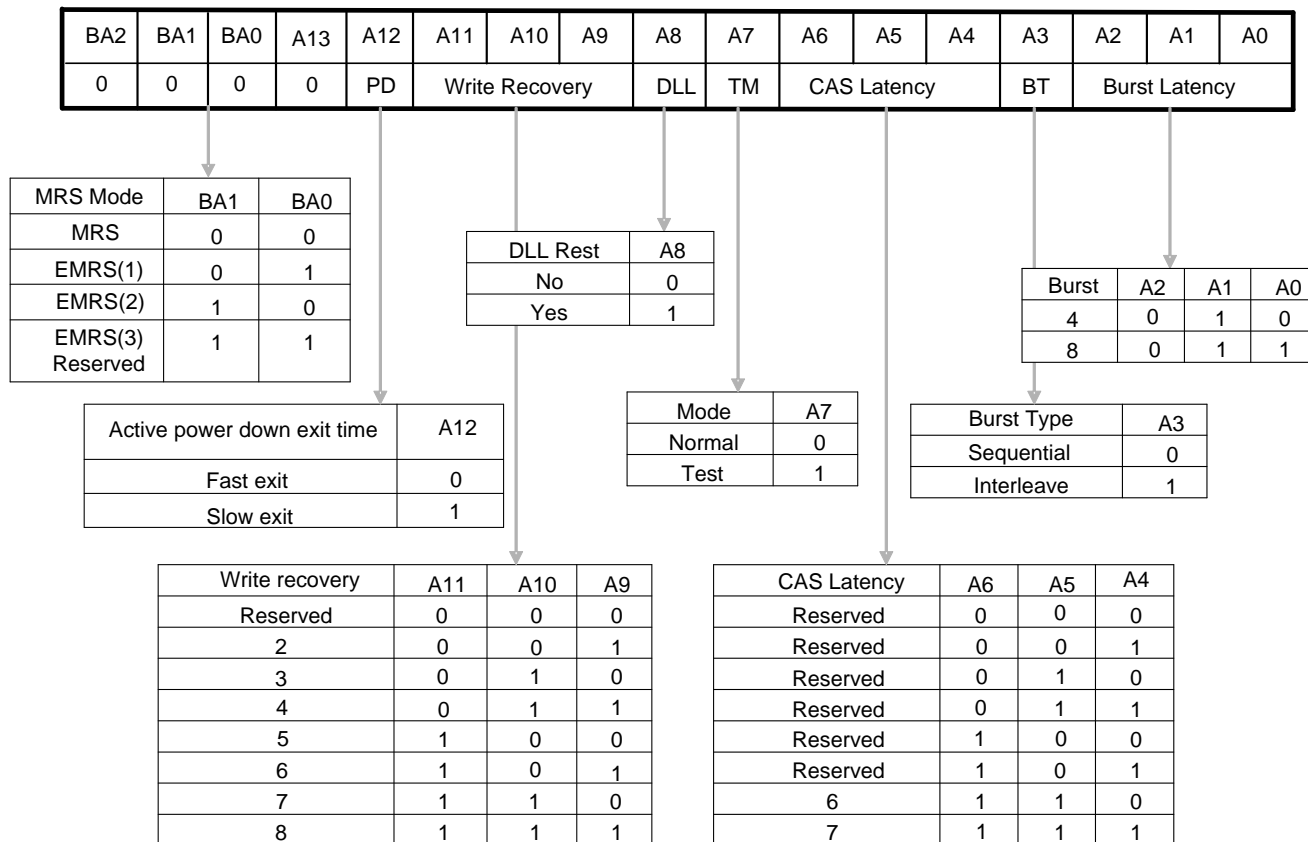 BA2 BA1 BA0 A13 A12 A11 A10 A9 A8 A7 A6 A5 A4 A3 A2 A1 A0
0 0 0 0 PD Write Recovery DLL TM CAS Latency BT Burst Latency
MRS Mode BA1 BA0
MRS 0 0
EMRS(1) 0 1
EMRS(2) 1 0
EMRS(3)
Reserved 1 1
DLL Rest A8
No 0
Yes 1
Burst A2 A1 A0
4 0 1 0
8 0 1 1
Active power down exit time A12
Fast exit 0
Slow exit 1
Mode A7
Normal 0
Test 1
Burst Type A3
Sequential 0
Interleave 1
Write recovery A11 A10 A9
Reserved 0 0 0
2 0 0 1
3 0 1 0
4 0 1 1
5 1 0 0
6 1 0 1
7 1 1 0
8 1 1 1
CAS Latency A6 A5 A4
Reserved 0 0 0
Reserved 0 0 1
Reserved 0 1 0
Reserved 0 1 1
Reserved 1 0 0
Reserved 1 0 1
6 1 1 0
7 1 1 1